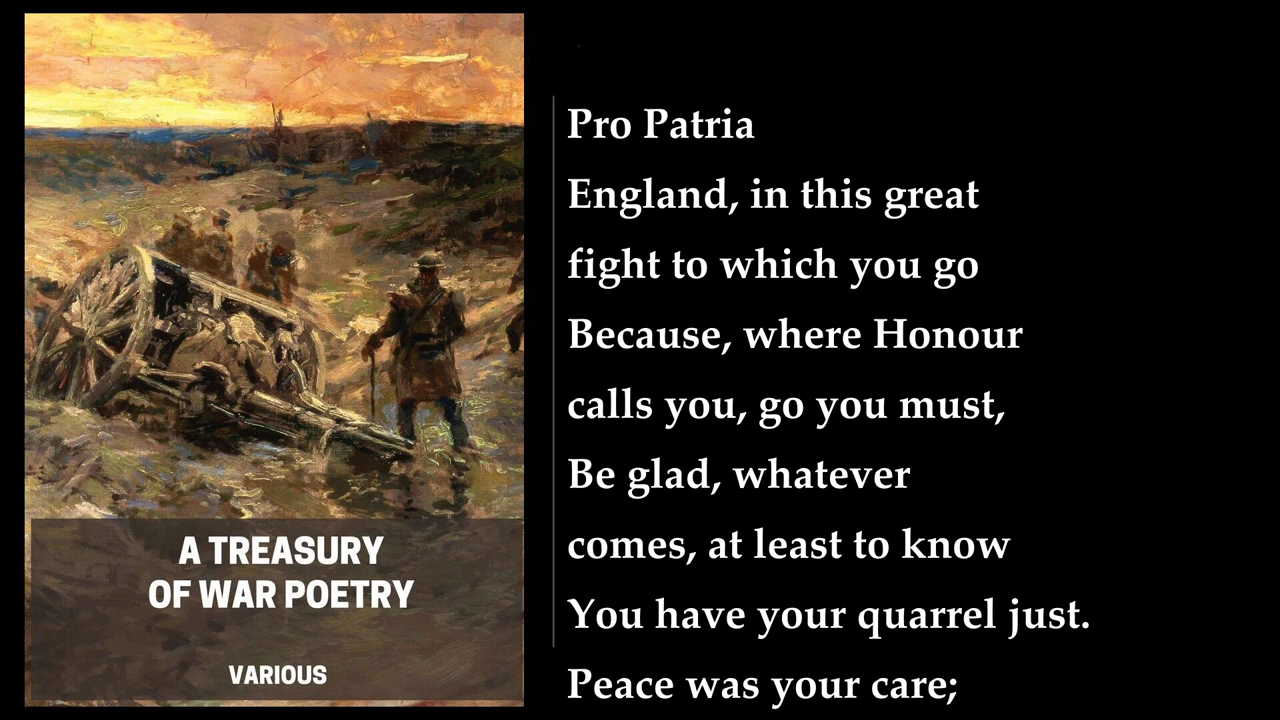 A TREASURY
OF WAR POETRY
VARIOUS
Pro Patria
England, in this great
fight to which you go
Because, where Honour
calls you, go you must,
Be glad, whatever
comes, at least to know
You have your quarrel just.
Peace was your care;